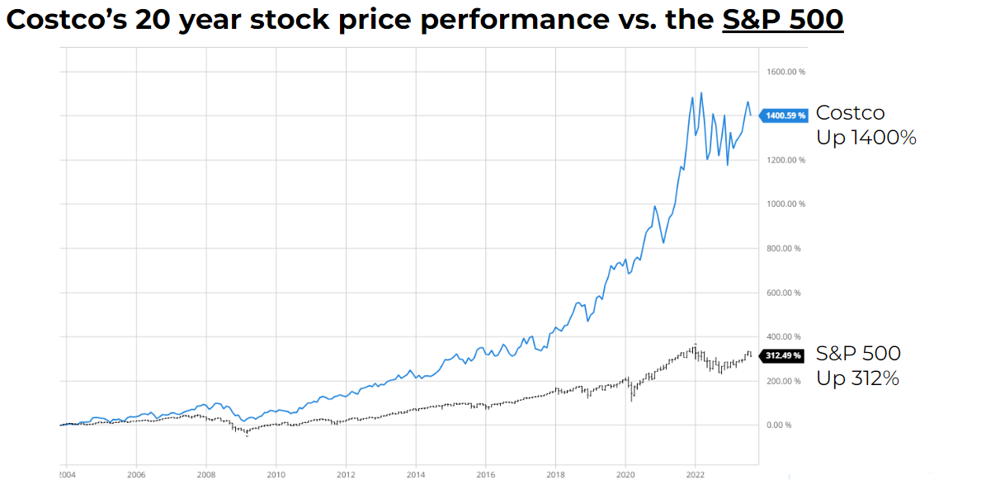 Costco's 20 year stock price performance vs. the S&P 500
1600.00 %
1400.59 %
Costco
Up 1400%
1200.00 %
1000.00 %
800.00 %
600.00 %
400.00 %
312.49 %
S&P 500
Up 312%
200.00 %
0.00 %
2004 2006 2008 2010 2012 2014 2016 2018 2020 2022